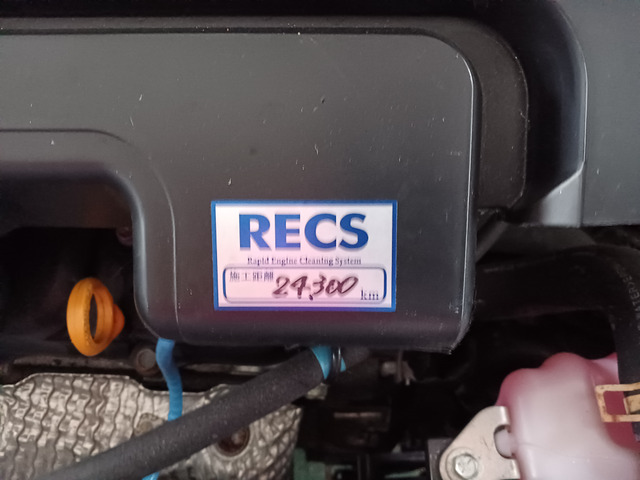 RECS
Rapid Engine Cleaning System
施工距離 24,300 km